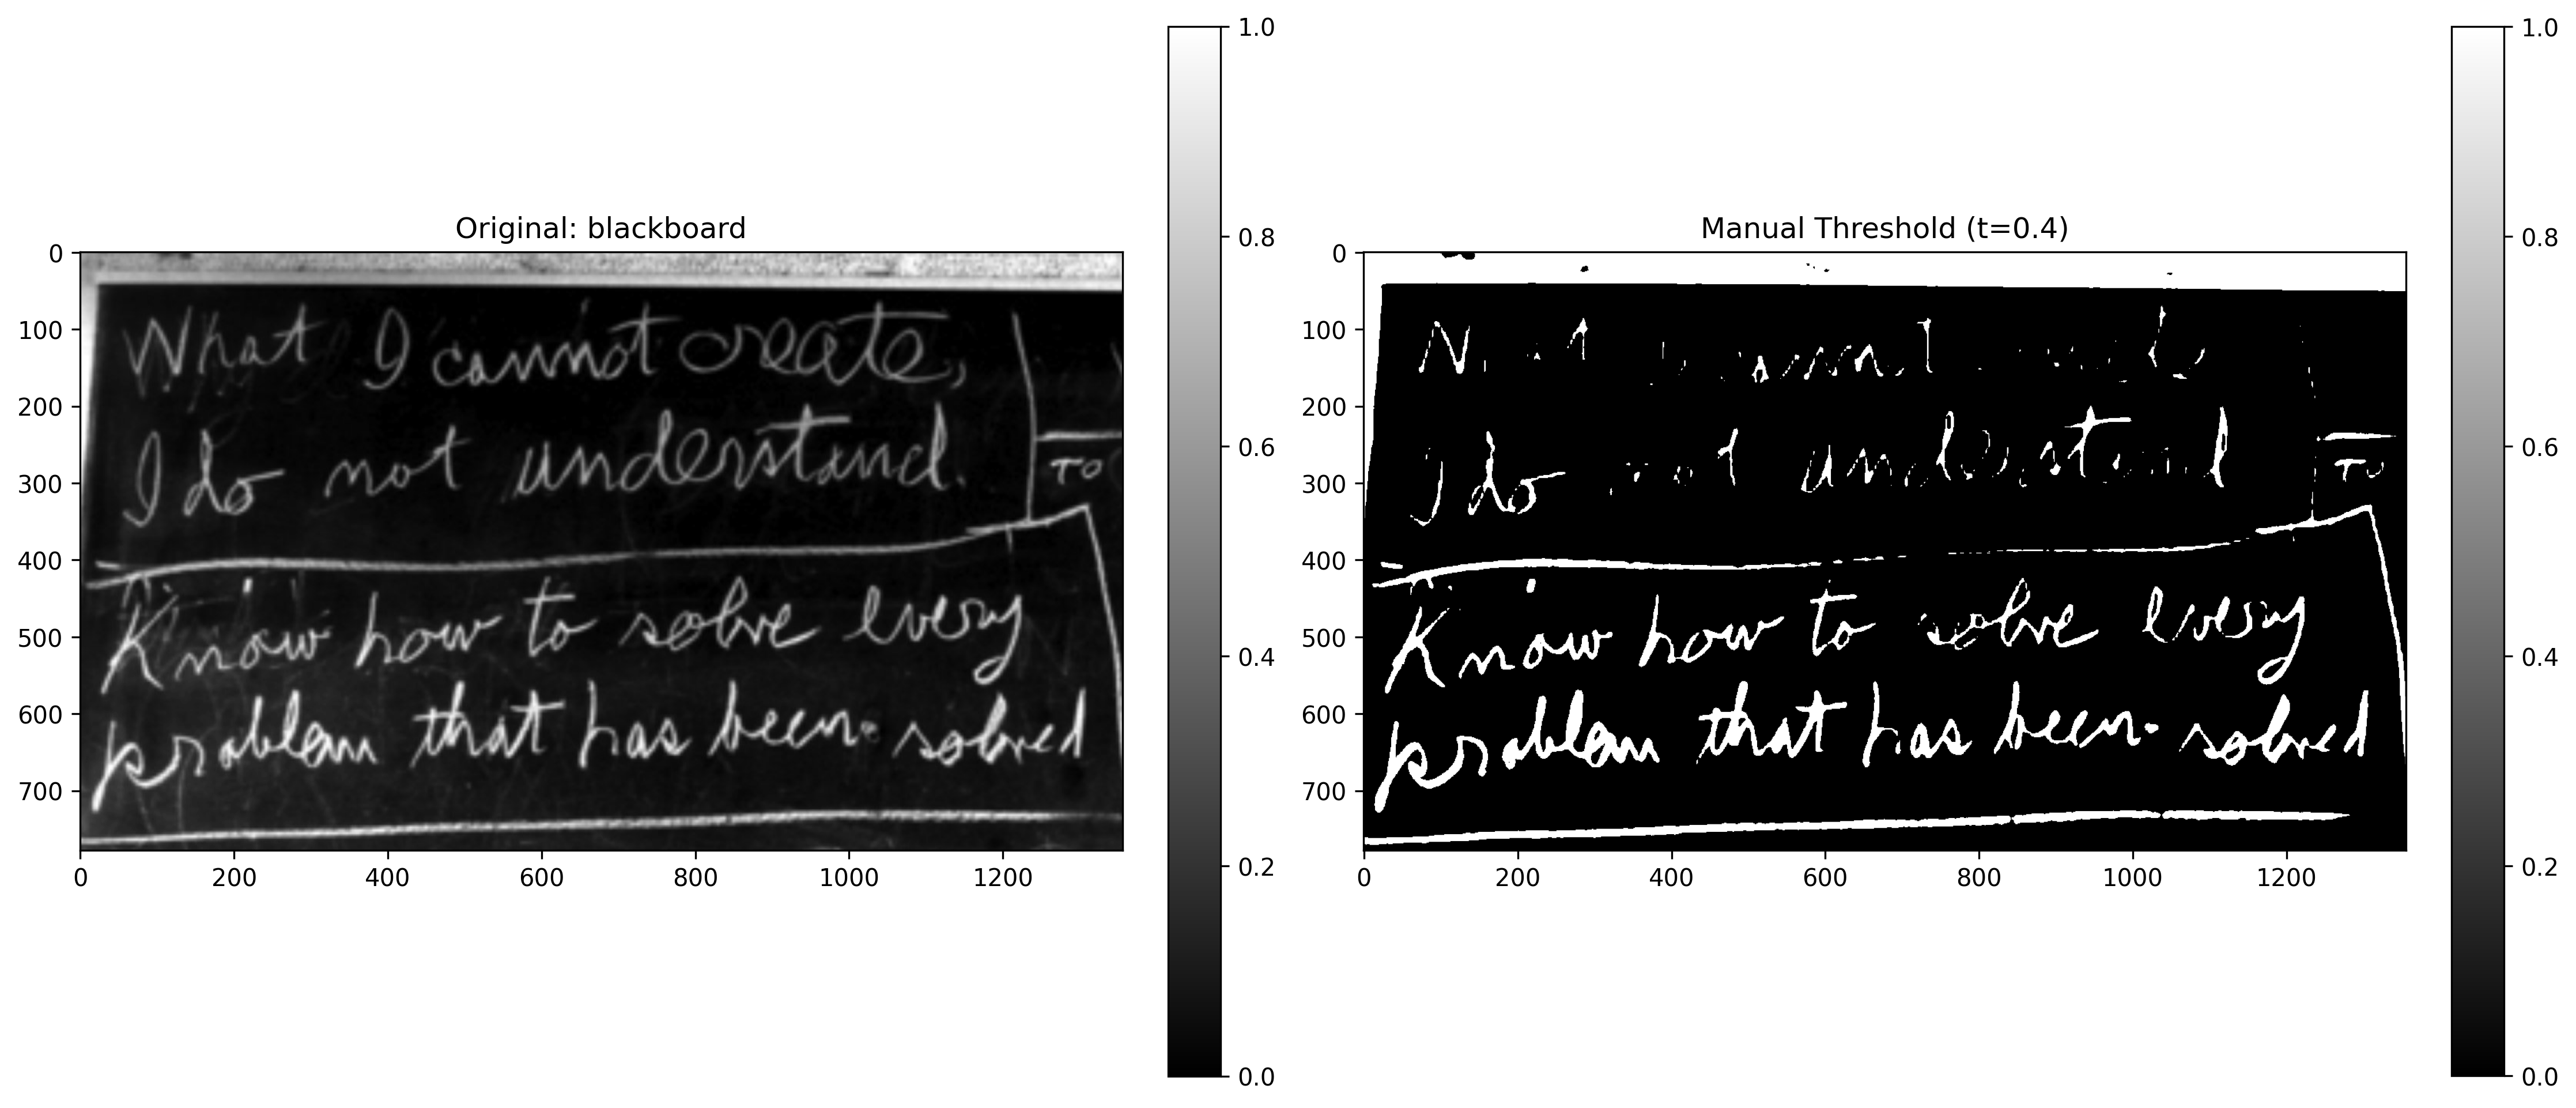 Original: blackboard
What I cannot create,
I do not understand.
TO
Know how to solve every
problem that has been solved
0
100
200
300
400
500
600
700
0 200 400 600 800 1000 1200
1.0
0.8
0.6
0.4
0.2
0.0
Manual Threshold (t=0.4)
I do not understand
TO
Know how to solve every
problem that has been solved
0
100
200
300
400
500
600
700
0 200 400 600 800 1000 1200
1.0
0.8
0.6
0.4
0.2
0.0